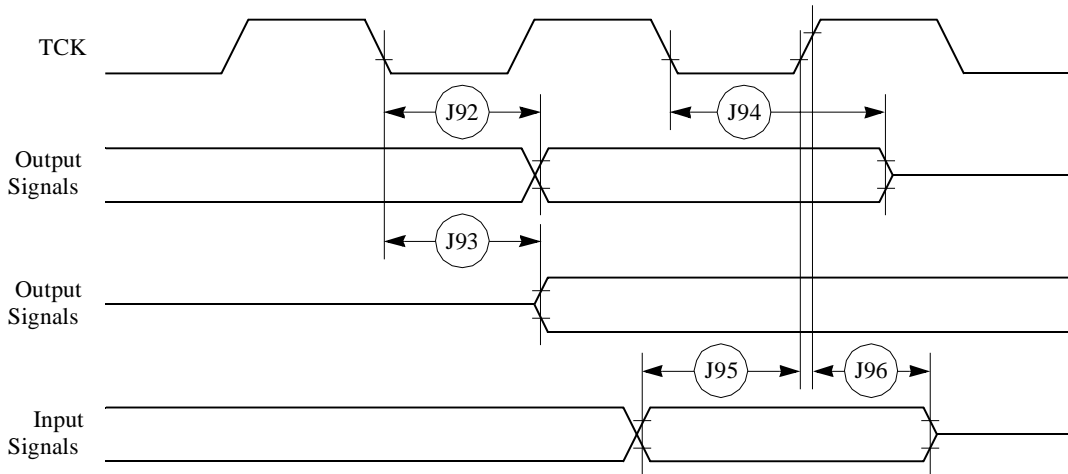 TCK
J92
J94
Output
Signals
J93
Output
Signals
J95
J96
Input
Signals